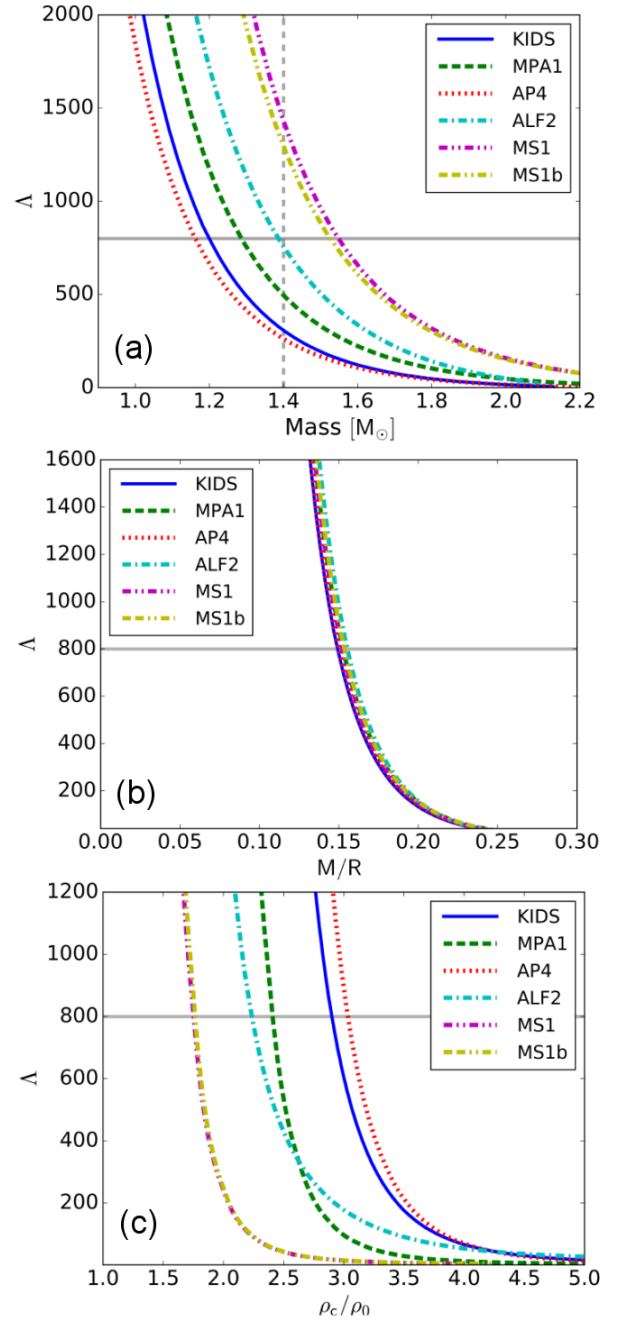 2000
1500
1000
500
0
Λ
KIDS
MPA1
AP4
ALF2
MS1
MS1b
(a)
1.0 1.2 1.4 1.6 1.8 2.0 2.2
Mass [M⊙]
1600
1400
1200
1000
800
600
400
200
Λ
KIDS
MPA1
AP4
ALF2
MS1
MS1b
(b)
0.00 0.05 0.10 0.15 0.20 0.25 0.30
M/R
1200
1000
800
600
400
200
Λ
KIDS
MPA1
AP4
ALF2
MS1
MS1b
(c)
1.0 1.5 2.0 2.5 3.0 3.5 4.0 4.5 5.0
ρc/ρ0